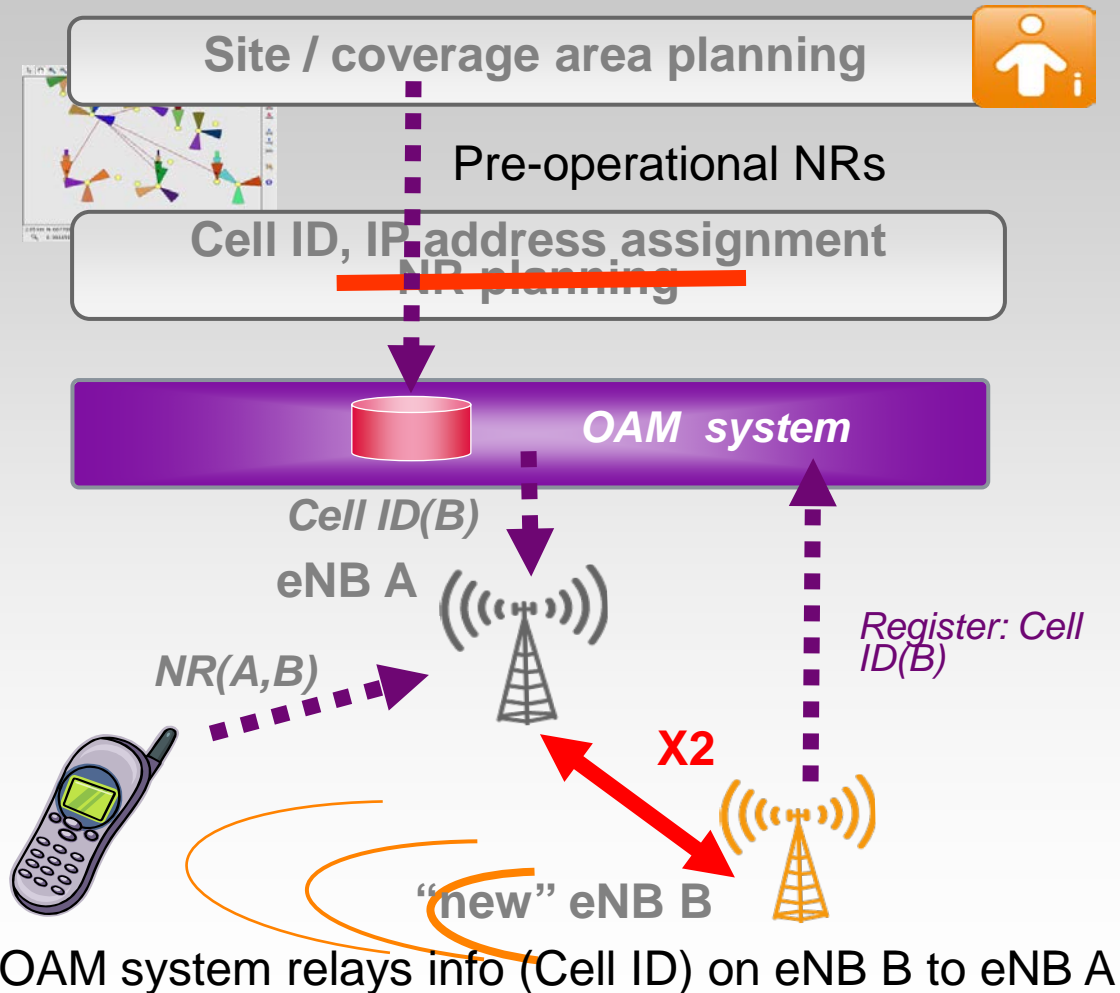 Site / coverage area planning
i
Pre-operational NRs
Cell ID, IP address assignment
NR planning
OAM system
Cell ID(B)
eNB A
Register: Cell
ID(B)
NR(A,B)
X2
“new” eNB B
OAM system relays info (Cell ID) on eNB B to eNB A